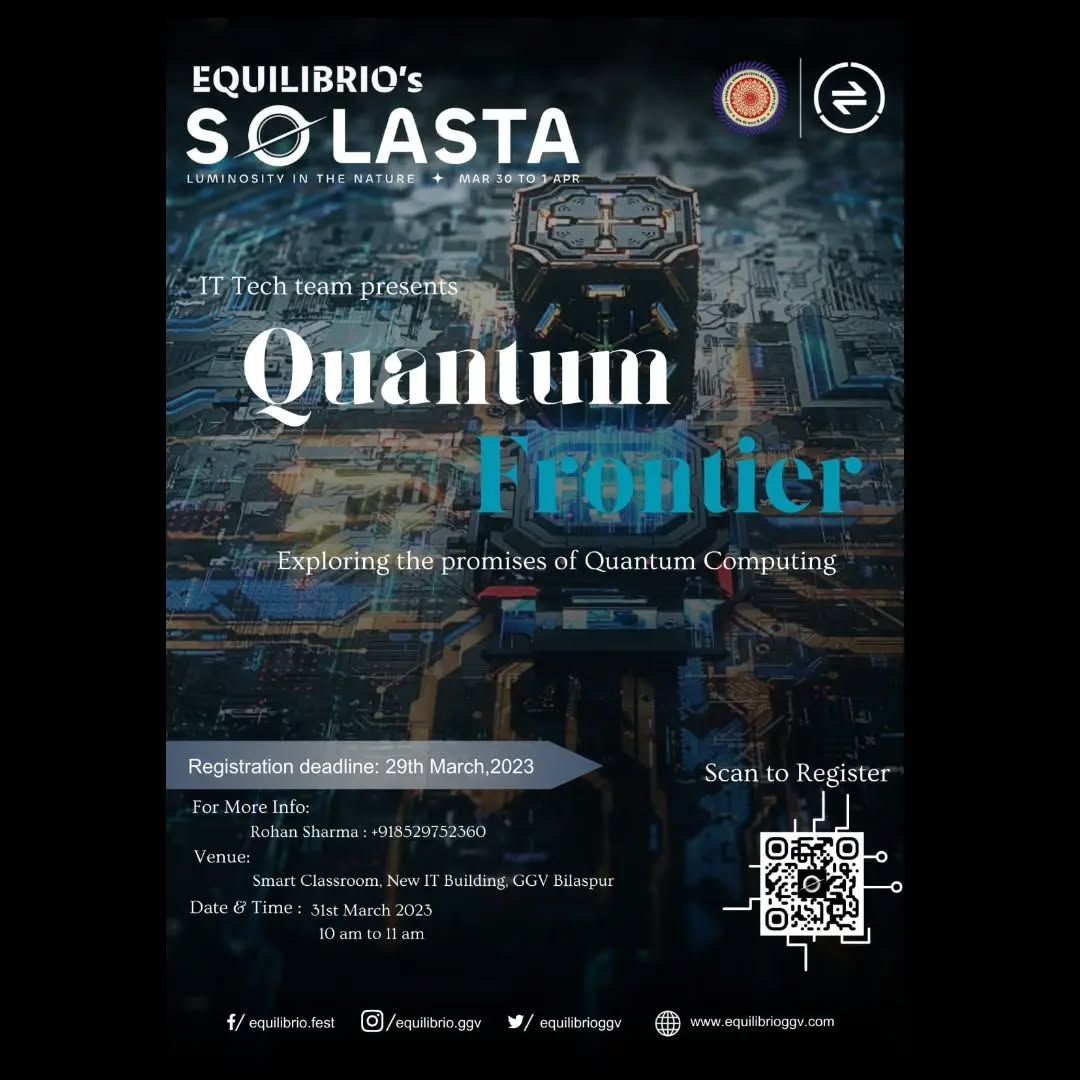 EQUILIBRIO's
SOLASTA
LUMINOSITY IN THE NATURE ✦ MAR 30 TO 1 APR
IT Tech team presents
Quantum
Frontier
Exploring the promises of Quantum Computing
Registration deadline: 29th March,2023
Scan to Register
For More Info:
Rohan Sharma : +918529752360
Venue:
Smart Classroom, New IT Building, GGV Bilaspur
Date & Time : 31st March 2023
10 am to 11 am
/ equilibrio.fest /equilibrio.ggv / equilibrioggv www.equilibrioggv.com